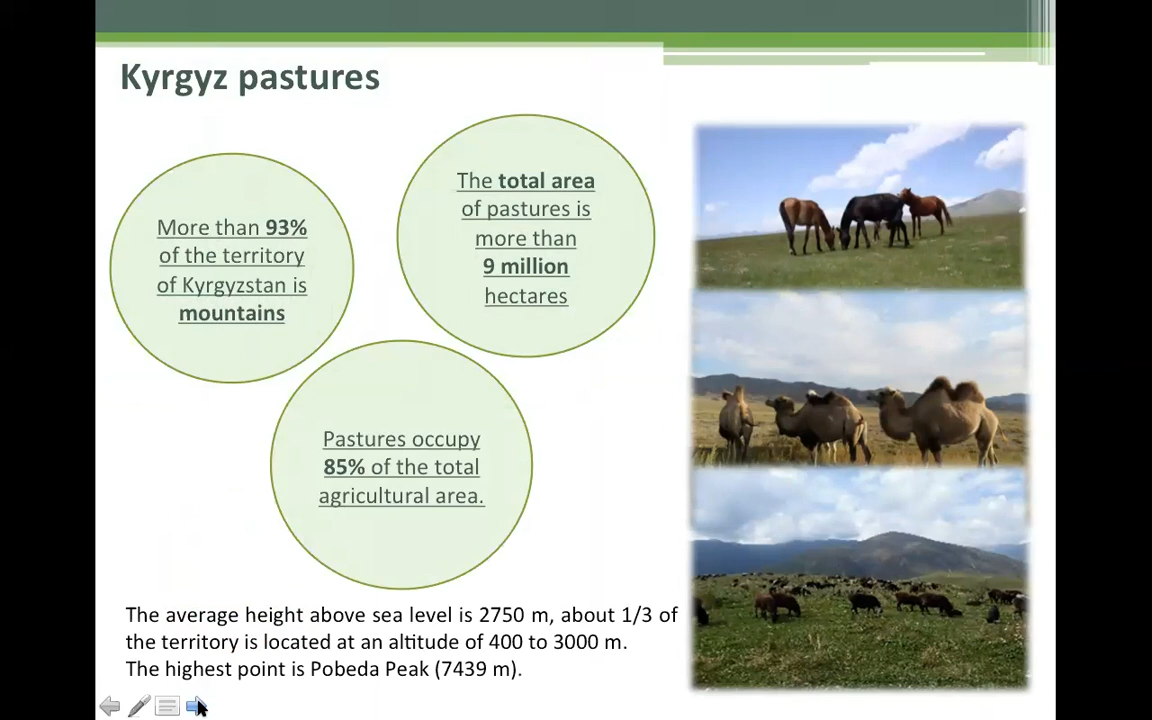 Kyrgyz pastures
More than 93%
of the territory
of Kyrgyzstan is
mountains
The total area
of pastures is
more than
9 million
hectares
Pastures occupy
85% of the total
agricultural area.
The average height above sea level is 2750 m, about 1/3 of
the territory is located at an altitude of 400 to 3000 m.
The highest point is Pobeda Peak (7439 m).